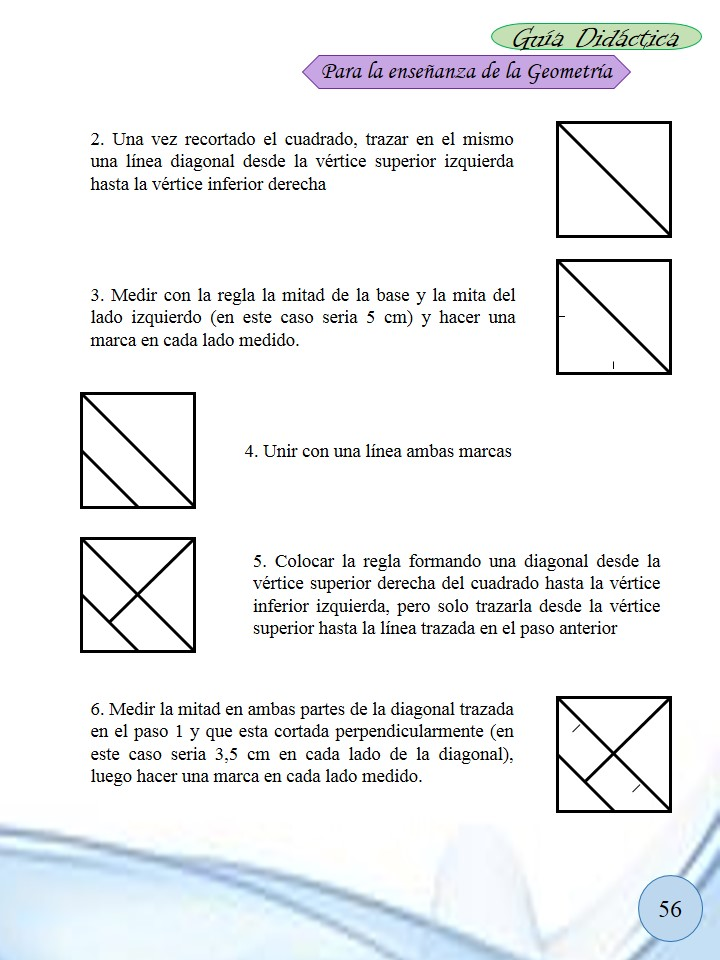 Guía Didáctica
Para la enseñanza de la Geometría
2. Una vez recortado el cuadrado, trazar en el mismo
una línea diagonal desde la vértice superior izquierda
hasta la vértice inferior derecha
3. Medir con la regla la mitad de la base y la mita del
lado izquierdo (en este caso seria 5 cm) y hacer una
marca en cada lado medido.
4. Unir con una línea ambas marcas
5. Colocar la regla formando una diagonal desde la
vértice superior derecha del cuadrado hasta la vértice
inferior izquierda, pero solo trazarla desde la vértice
superior hasta la línea trazada en el paso anterior
6. Medir la mitad en ambas partes de la diagonal trazada
en el paso 1 y que esta cortada perpendicularmente (en
este caso seria 3,5 cm en cada lado de la diagonal),
luego hacer una marca en cada lado medido.
56